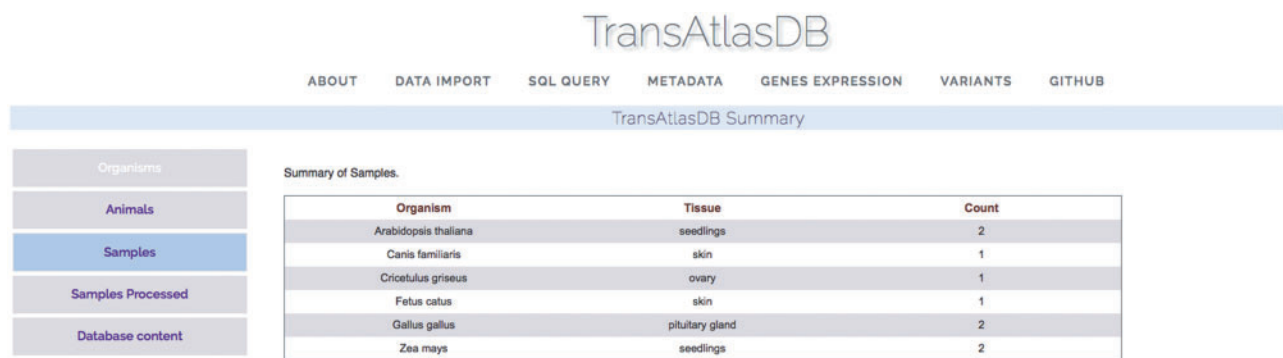 TransAtlasDB
ABOUT DATA IMPORT SQL QUERY METADATA GENES EXPRESSION VARIANTS GITHUB
TransAtlasDB Summary
Organisms
Animals
Samples
Samples Processed
Database content
Summary of Samples.
Organism Tissue Count
Arabidopsis thaliana seedlings 2
Canis familiaris skin 1
Cricetulus griseus ovary 1
Fetus catus skin 1
Gallus gallus pituitary gland 2
Zea mays seedlings 2